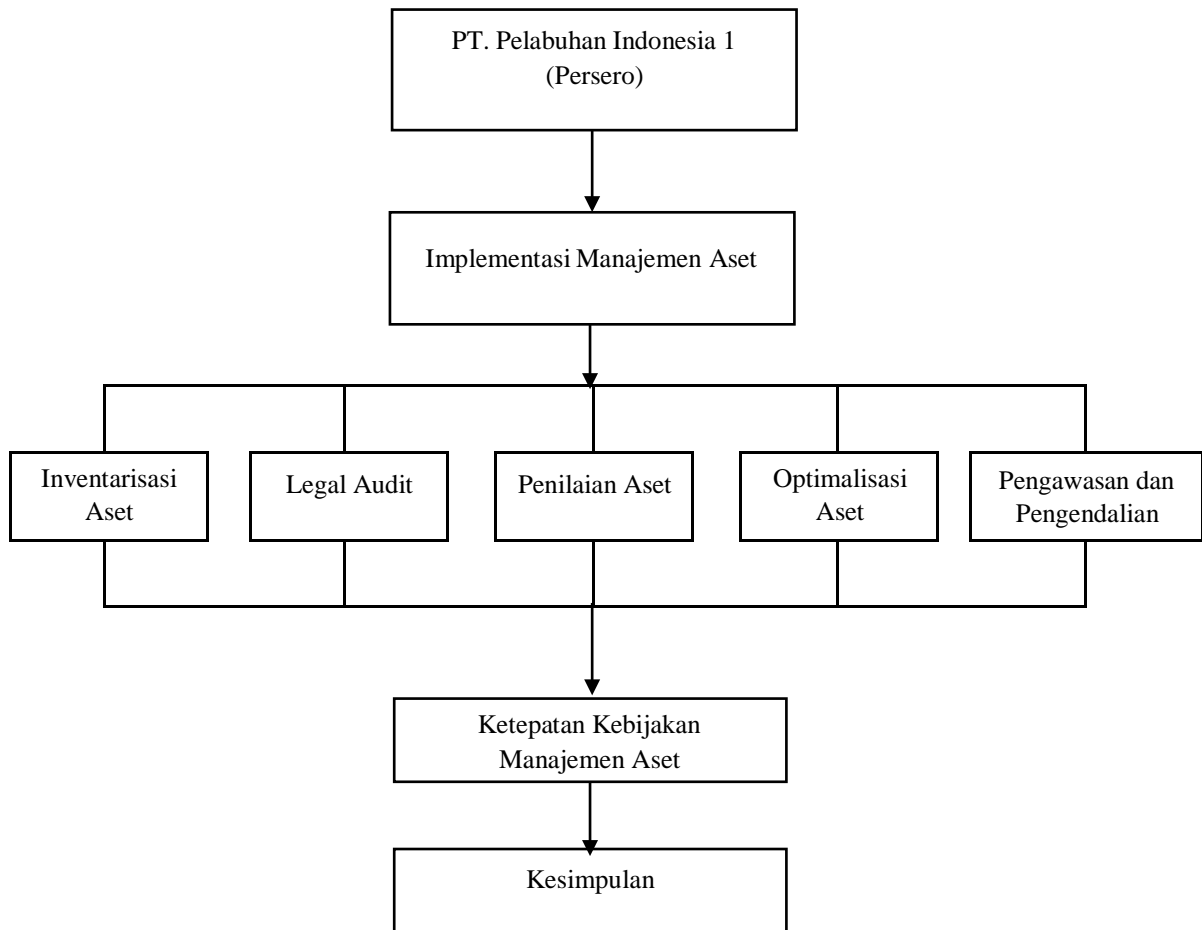 PT. Pelabuhan Indonesia 1
(Persero)
Implementasi Manajemen Aset
Inventarisasi
Aset
Legal Audit
Penilaian Aset
Optimalisasi
Aset
Pengawasan dan
Pengendalian
Ketepatan Kebijakan
Manajemen Aset
Kesimpulan